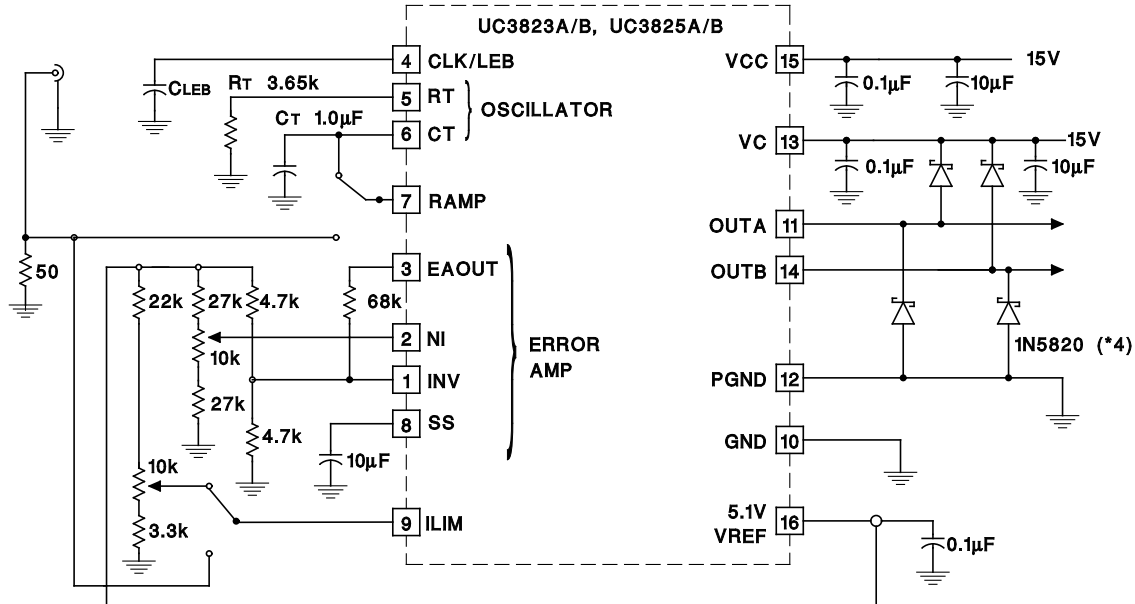 UC3823A/B, UC3825A/B
4 CLK/LEB
CLEB
RT 3.65k
5 RT
OSCILLATOR
CT 1.0µF
6 CT
7 RAMP
50
3 EAOUT
22k
27k
4.7k
68k
2 NI
10k
ERROR
AMP
1 INV
27k
8 SS
4.7k
10µF
10k
3.3k
9 ILIM
VCC 15
15V
0.1µF
10µF
VC 13
15V
0.1µF
10µF
OUTA 11
OUTB 14
1N5820 (*4)
PGND 12
GND 10
5.1V
VREF 16
0.1µF